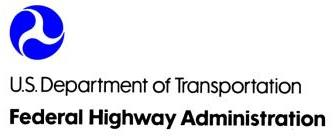 U.S. Department of Transportation
Federal Highway Administration